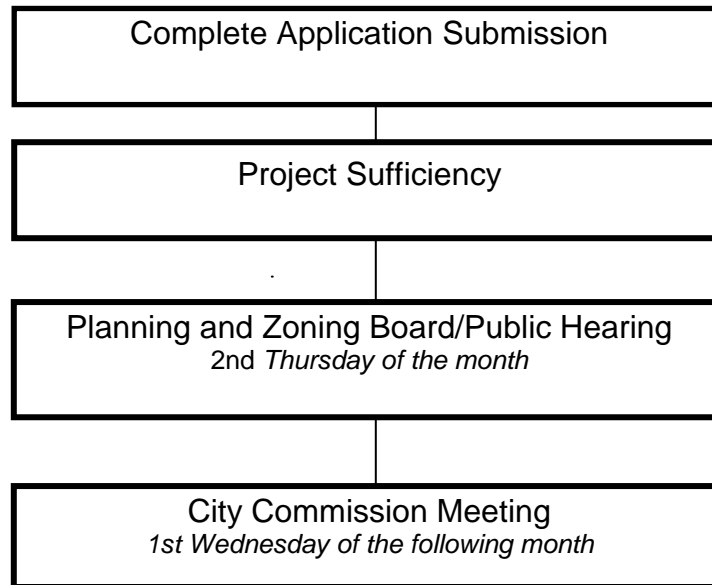 Complete Application Submission
Project Sufficiency
Planning and Zoning Board/Public Hearing
2nd Thursday of the month
City Commission Meeting
1st Wednesday of the following month